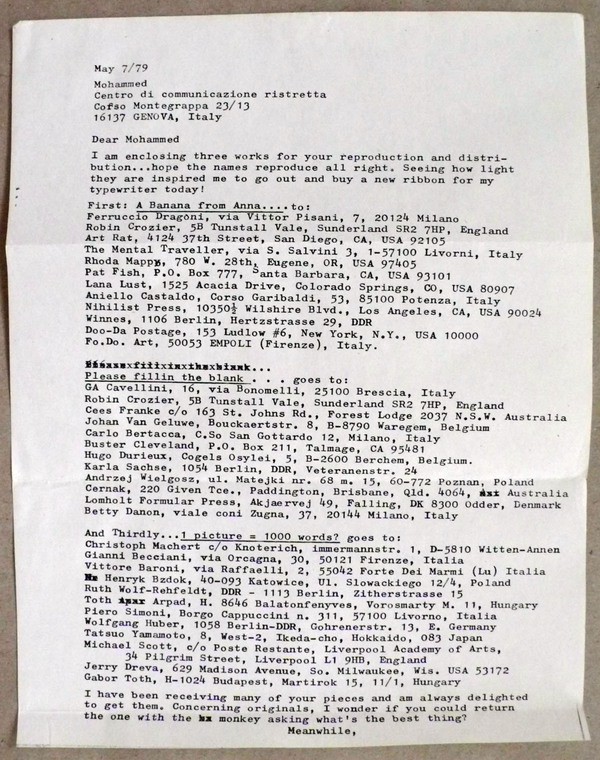 May 7/79
Mohammed
Centro di communicazione ristretta
Cofso Montegrappa 23/13
16137 GENOVA, Italy
Dear Mohammed
I am enclosing three works for your reproduction and distri-
bution...hope the names reproduce all right. Seeing how light
they are inspired me to go out and buy a new ribbon for my
typewriter today!
First: A Banana from Anna....to:
Ferruccio Dragoni, via Vittor Pisani, 7, 20124 Milano
Robin Crozier, 5B Tunstall Vale, Sunderland SR2 7HP, England
Art Rat, 4124 37th Street, San Diego, CA, USA 92105
The Mental Traveller, via S. Salvini 3, 1-57100 Livorni, Italy
Rhoda Mapps, 780 W. 28th, Eugene, OR, USA 97405
Pat Fish, P.O. Box 777, Santa Barbara, CA, USA 93101
Lana Lust, 1525 Acacia Drive, Colorado Springs, CO, USA 80907
Aniello Castaldo, Corso Garibaldi, 53, 85100 Potenza, Italy
Nihilist Press, 10350½ Wilshire Blvd., Los Angeles, CA, USA 90024
Winnes, 1106 Berlin, Hertzstrasse 29, DDR
Doo-Da Postage, 153 Ludlow #6, New York, N.Y., USA 10000
Fo.Do. Art, 50053 EMPOLI (Firenze), Italy.
Please fillin the blank . . . goes to:
GA Cavellini, 16, via Bonomelli, 25100 Brescia, Italy
Robin Crozier, 5B Tunstall Vale, Sunderland SR2 7HP, England
Cees Franke c/o 163 St. Johns Rd., Forest Lodge 2037 N.S.W. Australia
Johan Van Geluwe, Bouckaertstr. 8, B-8790 Waregem, Belgium
Carlo Bertacca, C.So San Gottardo 12, Milano, Italy
Buster Cleveland, P.O. Box 211, Talmage, CA 95481
Hugo Durieux, Cogels Osylei, 5, B-2600 Berchem, Belgium.
Karla Sachse, 1054 Berlin, DDR, Veteranenstr. 24
Andrzej Wielgosz, ul. Matejki nr. 68 m. 15, 60-772 Poznan, Poland
Cernak, 220 Given Tce., Paddington, Brisbane, Qld. 4064, Australia
Lomholt Formular Press, Akjaervej 49, Falling, DK 8300 Odder, Denmark
Betty Danon, viale coni Zugna, 37, 20144 Milano, Italy
And Thirdly...1 picture = 1000 words? goes to:
Christoph Machert c/o Knoterich, immermannstr. 1, D-5810 Witten-Annen
Gianni Becciani, via Orcagna, 30, 50121 Firenze, Italia
Vittore Baroni, via Raffaelli, 2, 55042 Forte Dei Marmi (Lu) Italia
Henryk Bzdok, 40-093 Katowice, Ul. Slowackiego 12/4, Poland
Ruth Wolf-Rehfeldt, DDR - 1113 Berlin, Zitherstrasse 15
Toth Arpad, H. 8646 Balatonfenyves, Vorosmarty M. 11, Hungary
Piero Simoni, Borgo Cappuccini n. 311, 57100 Livorno, Italia
Wolfgang Huber, 1058 Berlin-DDR, Gohrenerstr. 13, E. Germany
Tatsuo Yamamoto, 8, West-2, Ikeda-cho, Hokkaido, 083 Japan
Michael Scott, c/o Poste Restante, Liverpool Academy of Arts,
34 Pilgrim Street, Liverpool L1 9HB, England
Jerry Dreva, 629 Madison Avenue, So. Milwaukee, Wis. USA 53172
Gabor Toth, H-1024 Budapest, Martirok 15, 11/1, Hungary
I have been receiving many of your pieces and am always delighted
to get them. Concerning originals, I wonder if you could return
the one with the monkey asking what's the best thing?
Meanwhile,